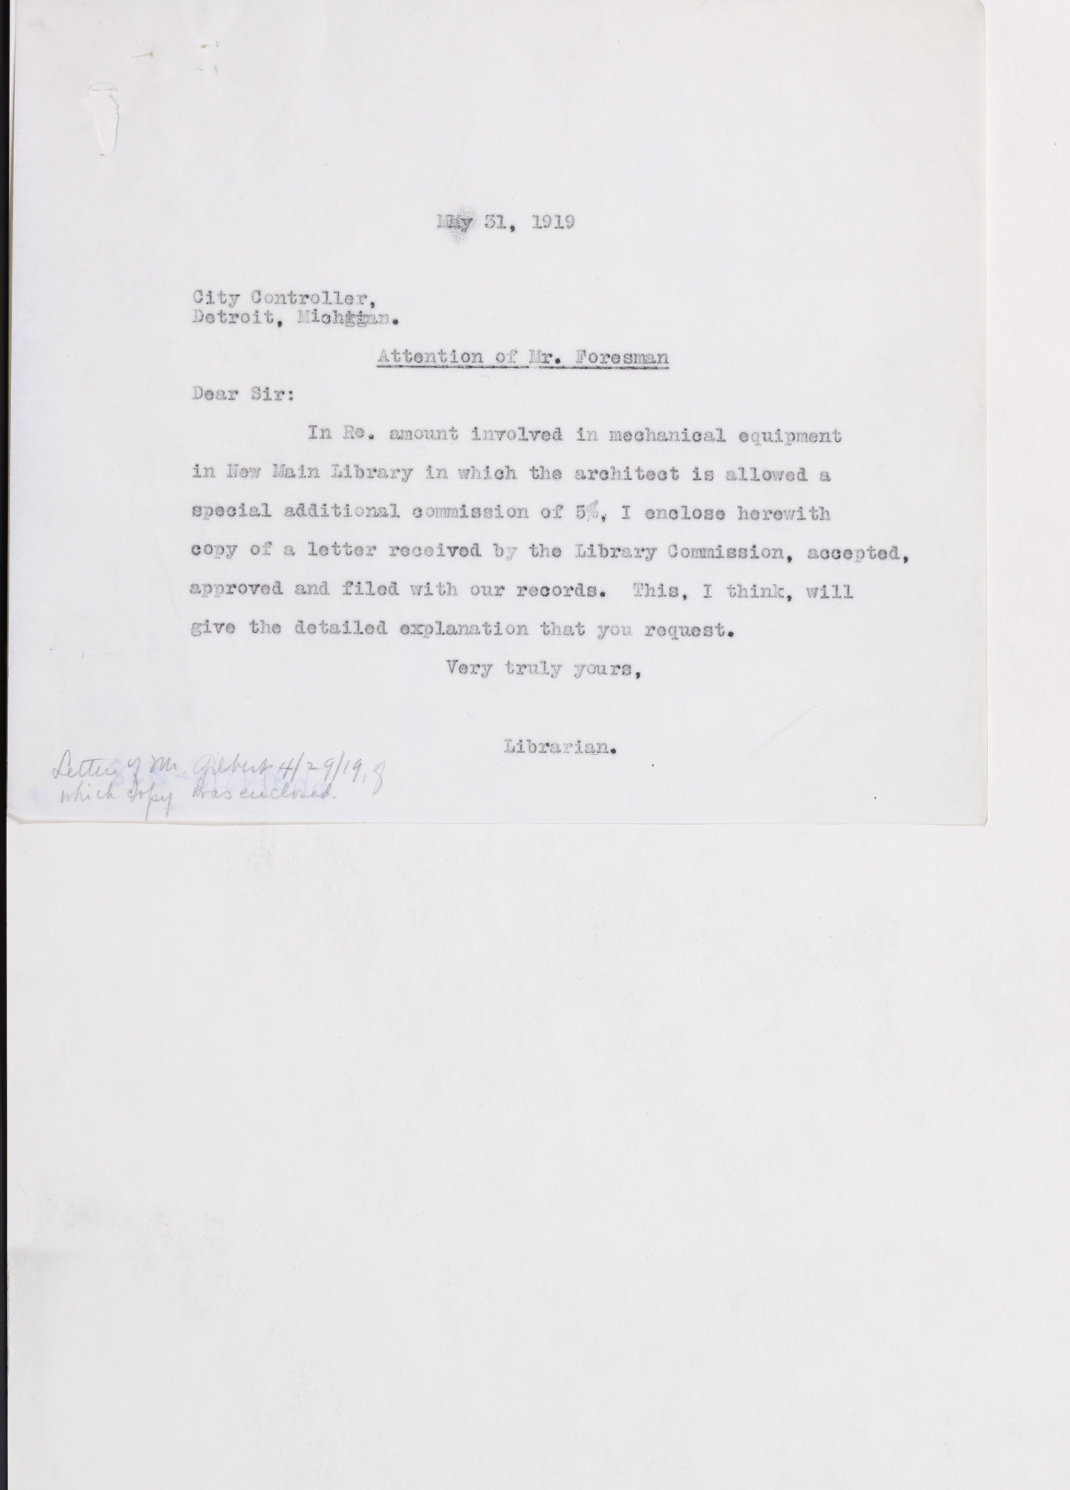 May 31, 1919
City Controller,
Detroit, Michigan.
Attention of Mr. Foresman
Dear Sir:
In Re. amount involved in mechanical equipment
in New Main Library in which the architect is allowed a
special additional commission of 5%, I enclose herewith
copy of a letter received by the Library Commission, accepted,
approved and filed with our records. This, I think, will
give the detailed explanation that you request.
Very truly yours,
Librarian.
Letter of Mr. Gilbert 4/29/19, of
which copy was enclosed.